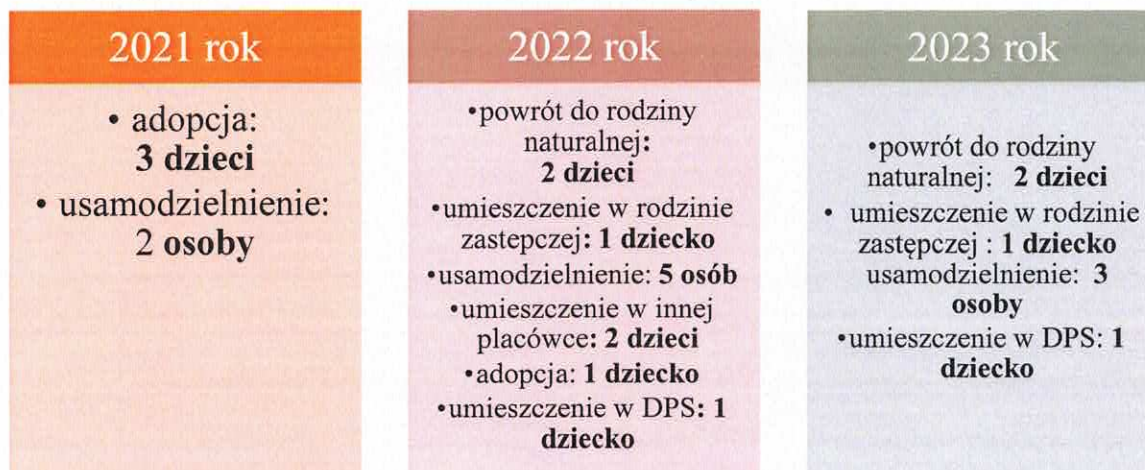 2021 rok
• adopcja:
3 dzieci
• usamodzielnienie:
2 osoby
2022 rok
•powrót do rodziny
naturalnej:
2 dzieci
•umieszczenie w rodzinie
zastepczej: 1 dziecko
•usamodzielnienie: 5 osób
•umieszczenie w innej
placówce: 2 dzieci
•adopcja: 1 dziecko
•umieszczenie w DPS: 1
dziecko
2023 rok
•powrót do rodziny
naturalnej: 2 dzieci
• umieszczenie w rodzinie
zastępczej : 1 dziecko
usamodzielnienie: 3
osoby
•umieszczenie w DPS: 1
dziecko